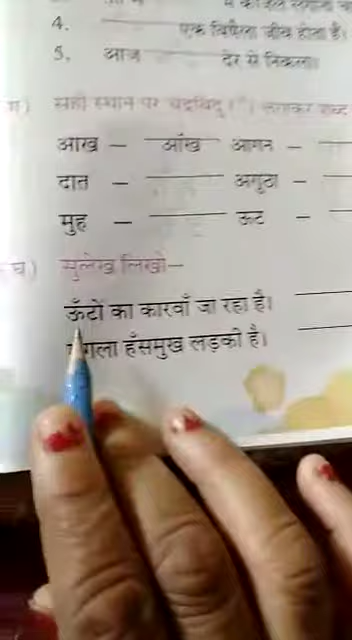 4. एक विषैला जीव होता है।
5. आज देर से निकला।
ग) सही स्थान पर चंद्रबिंदु (ँ) लगाकर शब्द
आख – आँख आगन –
दात – अगुठा –
मुह – ऊट –
घ) सुलेख लिखो–
ऊँटों का कारवाँ जा रहा है।
हँसमुख लड़की है।